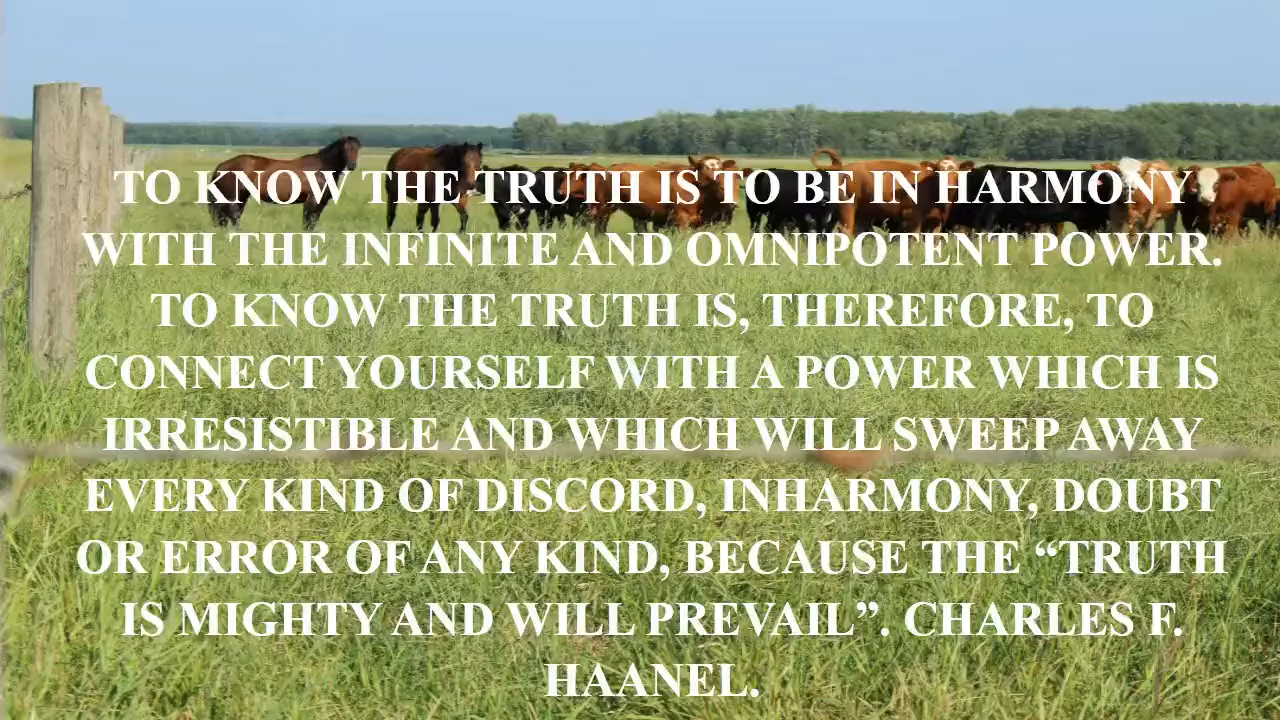 TO KNOW THE TRUTH IS TO BE IN HARMONY
WITH THE INFINITE AND OMNIPOTENT POWER.
TO KNOW THE TRUTH IS, THEREFORE, TO
CONNECT YOURSELF WITH A POWER WHICH IS
IRRESISTIBLE AND WHICH WILL SWEEP AWAY
EVERY KIND OF DISCORD, INHARMONY, DOUBT
OR ERROR OF ANY KIND, BECAUSE THE “TRUTH
IS MIGHTY AND WILL PREVAIL”. CHARLES F.
HAANEL.